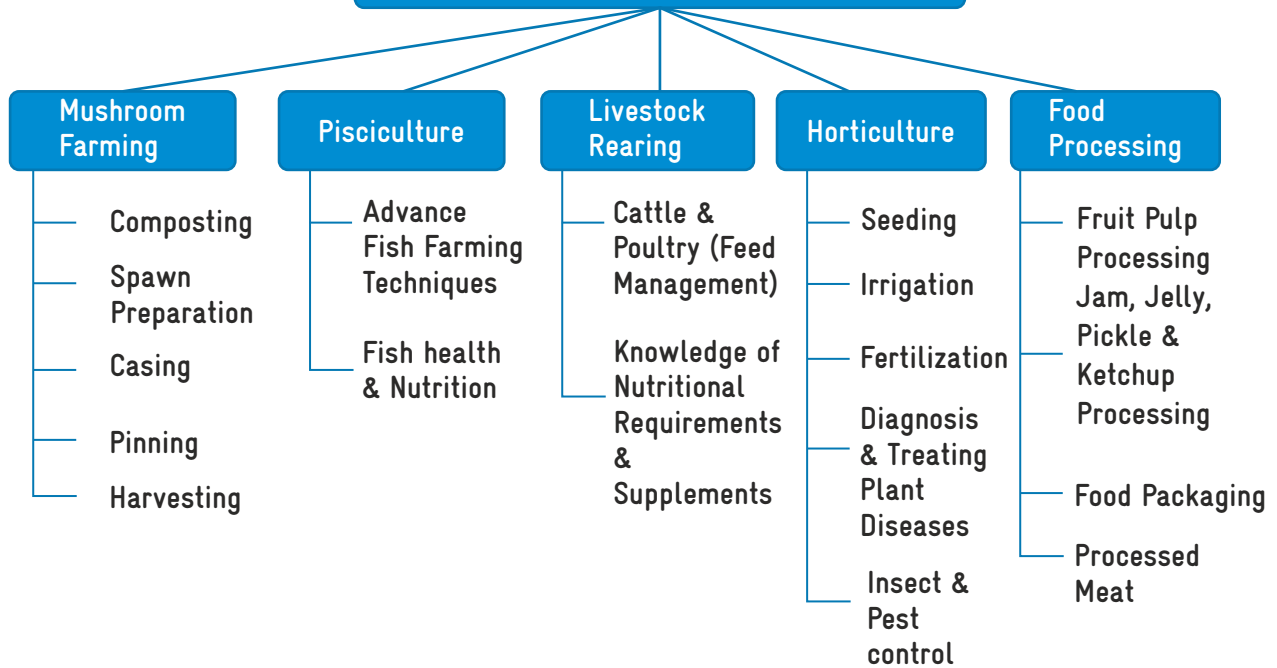 Mushroom
Farming
Composting
Spawn
Preparation
Casing
Pinning
Harvesting
Pisciculture
Advance
Fish Farming
Techniques
Fish health
& Nutrition
Livestock
Rearing
Cattle &
Poultry (Feed
Management)
Knowledge of
Nutritional
Requirements
&
Supplements
Horticulture
Seeding
Irrigation
Fertilization
Diagnosis
& Treating
Plant
Diseases
Insect &
Pest
control
Food
Processing
Fruit Pulp
Processing
Jam, Jelly,
Pickle &
Ketchup
Processing
Food Packaging
Processed
Meat